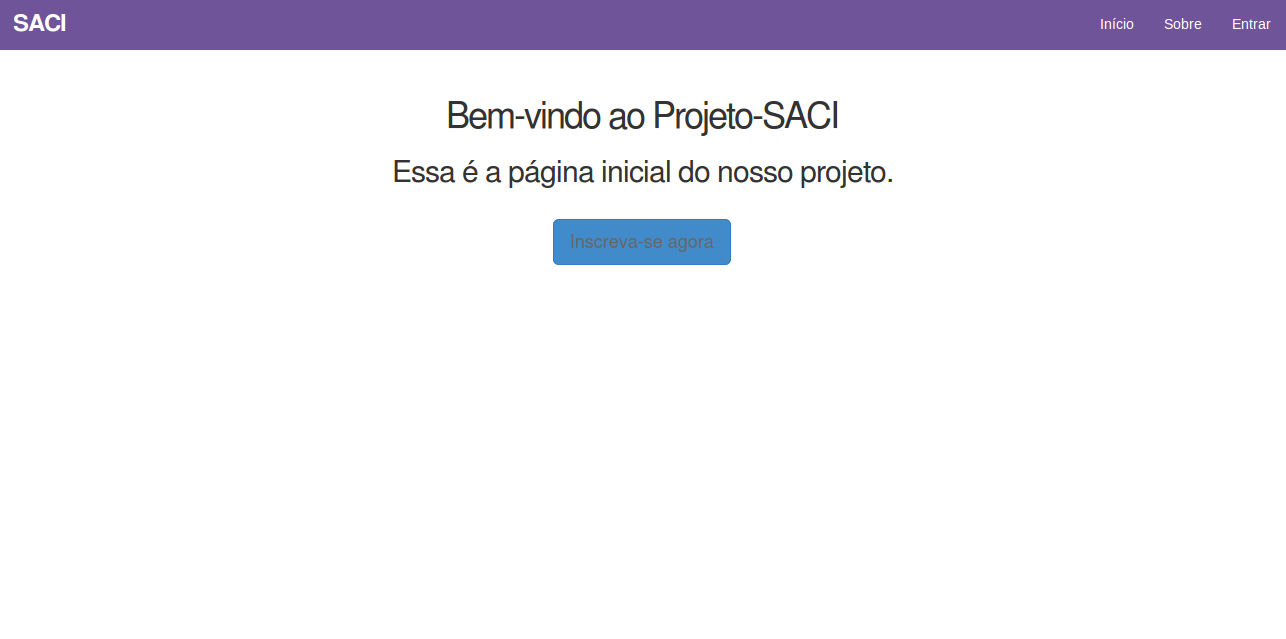 SACI
Início Sobre Entrar
Bem-vindo ao Projeto-SACI
Essa é a página inicial do nosso projeto.
Inscreva-se agora